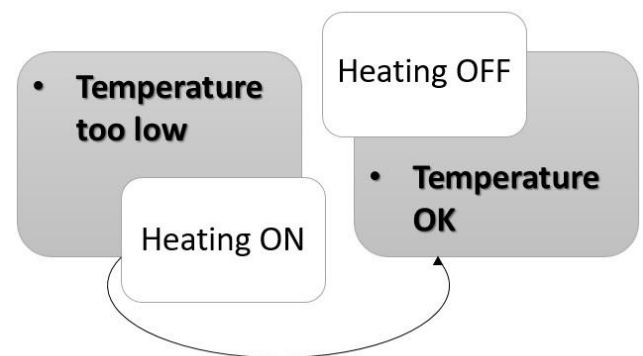 • Temperature
too low
Heating ON
Heating OFF
• Temperature
OK